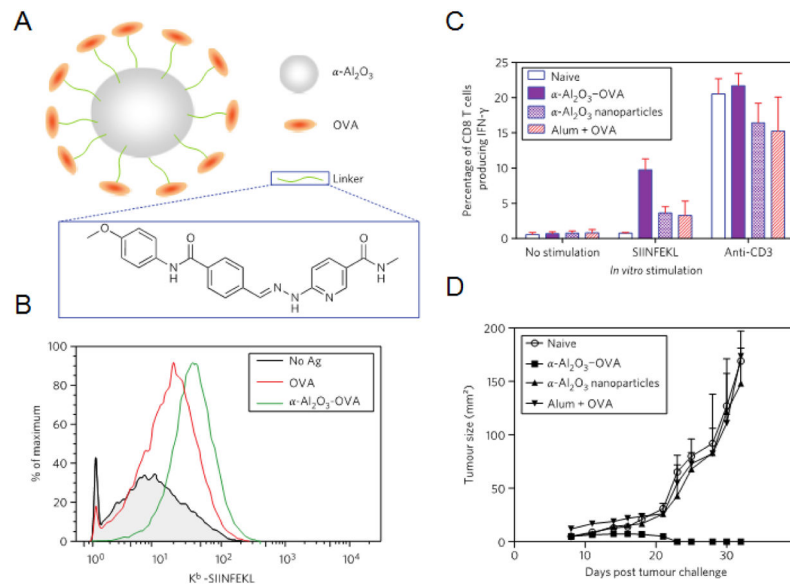 A
α-Al2O3
OVA
Linker
O
O
N
H
N
N
H
N
O
N
H
B
No Ag
OVA
α-Al2O3-OVA
% of maximum
100
80
60
40
20
0
10^0
10^1
10^2
10^3
10^4
K^b-SIINFEKL
C
Naive
α-Al2O3–OVA
α-Al2O3 nanoparticles
Alum + OVA
Percentage of CD8 T cells
producing IFN-γ
25
20
15
10
5
0
No stimulation
SIINFEKL
Anti-CD3
In vitro stimulation
D
Naive
α-Al2O3–OVA
α-Al2O3 nanoparticles
Alum + OVA
Tumour size (mm²)
200
150
100
50
0
0
10
20
30
40
Days post tumour challenge